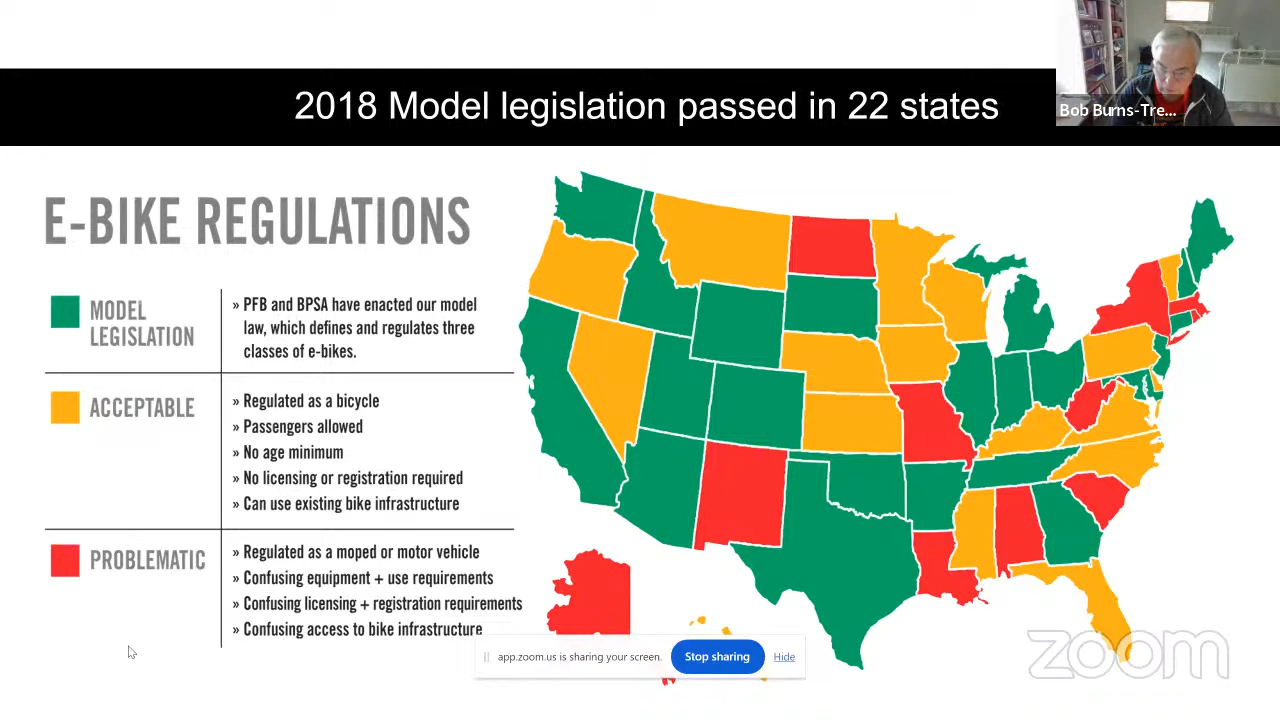 2018 Model legislation passed in 22 states
Bob Burns-Tre...
E-BIKE REGULATIONS
MODEL
LEGISLATION
» PFB and BPSA have enacted our model
law, which defines and regulates three
classes of e-bikes.
ACCEPTABLE
» Regulated as a bicycle
» Passengers allowed
» No age minimum
» No licensing or registration required
» Can use existing bike infrastructure
PROBLEMATIC
» Regulated as a moped or motor vehicle
» Confusing equipment + use requirements
» Confusing licensing + registration requirements
» Confusing access to bike infrastructure
app.zoom.us is sharing your screen.
Stop sharing
Hide
zoom